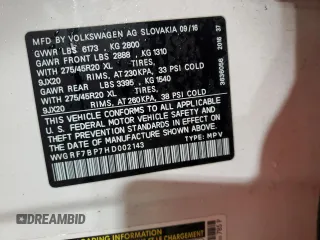 MFD. BY VOLKSWAGEN AG SLOVAKIA 09/16
GVWR LBS. 6173 , KG 2800
GAWR FRONT LBS 2888 , KG 1310
WITH 275/45R20 XL TIRES,
9JX20 RIMS, AT 230KPA, 33 PSI COLD
GAWR REAR LBS 3395, KG 1540
WITH 275/45R20 XL TIRES,
9JX20 RIMS, AT 260KPA, 38 PSI COLD
THIS VEHICLE CONFORMS TO ALL APPLICABLE
U.S. FEDERAL MOTOR VEHICLE SAFETY AND
THEFT PREVENTION STANDARDS IN EFFECT ON
THE DATE OF MANUFACTURE SHOWN ABOVE.
WVGRF7BP7HD002143 TYPE: MPV
2016 37
CARS DREAMBID